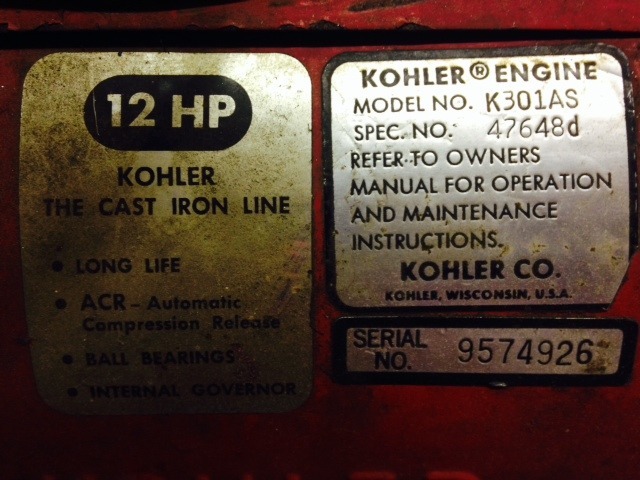 12 HP
KOHLER
THE CAST IRON LINE
• LONG LIFE
• ACR – Automatic
Compression Release
• BALL BEARINGS
• INTERNAL GOVERNOR
KOHLER® ENGINE
MODEL NO. K301AS
SPEC. NO. 47648d
REFER TO OWNERS
MANUAL FOR OPERATION
AND MAINTENANCE
INSTRUCTIONS.
KOHLER CO.
KOHLER, WISCONSIN, U.S.A.
SERIAL
NO. 9574926